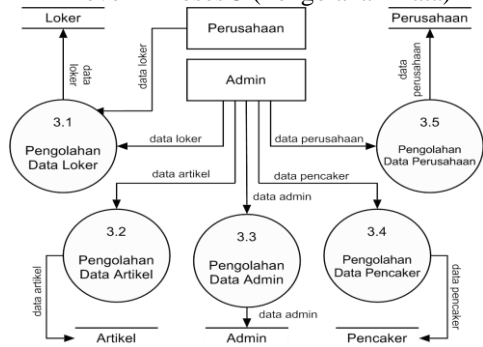 Loker
Perusahaan
Perusahaan
data loker
data
loker
data
perusahaan
Admin
3.1
Pengolahan
Data Loker
data loker
data perusahaan
3.5
Pengolahan
Data Perusahaan
data artikel
data pencaker
data admin
3.2
Pengolahan
Data Artikel
3.3
Pengolahan
Data Admin
3.4
Pengolahan
Data Pencaker
data artikel
data admin
data pencaker
Artikel
Admin
Pencaker